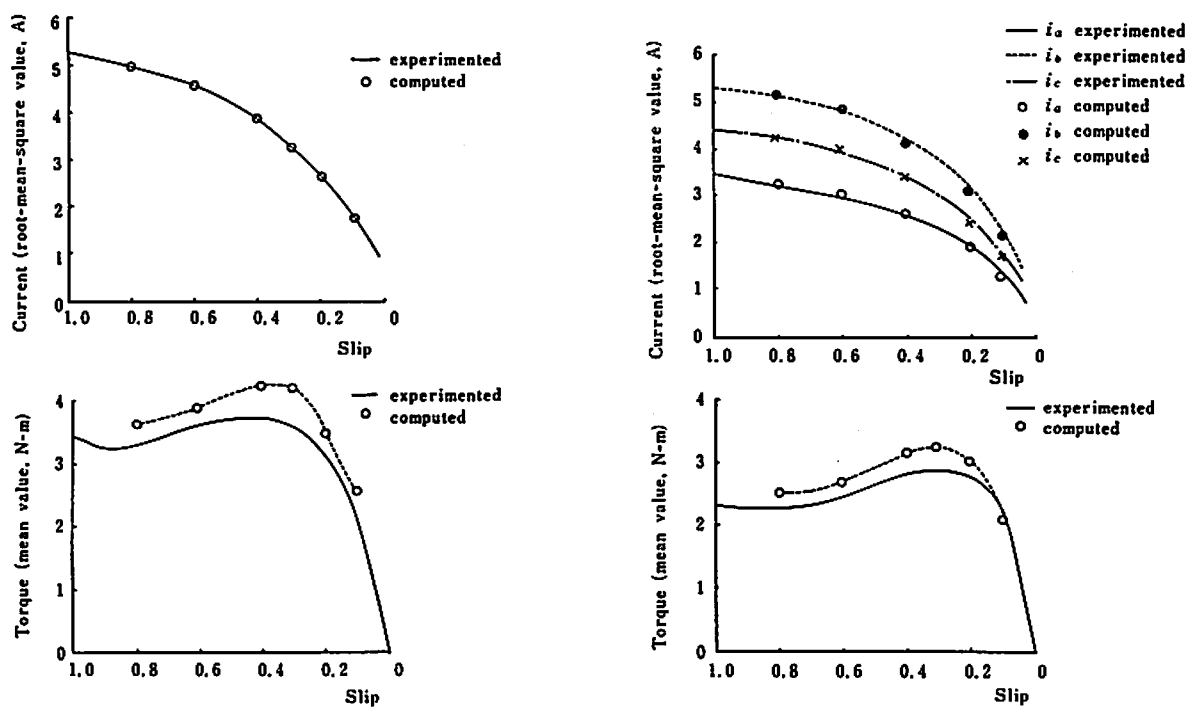 Current (root-mean-square value, A)
6
5
4
3
2
1
0
1.0 0.8 0.6 0.4 0.2 0
Slip
experimented
computed
Current (root-mean-square value, A)
6
5
4
3
2
1
0
1.0 0.8 0.6 0.4 0.2 0
Slip
ia experimented
ib experimented
ic experimented
ia computed
ib computed
ic computed
Torque (mean value, N-m)
4
3
2
1
0
1.0 0.8 0.6 0.4 0.2 0
Slip
experimented
computed
Torque (mean value, N-m)
4
3
2
1
0
1.0 0.8 0.6 0.4 0.2 0
Slip
experimented
computed